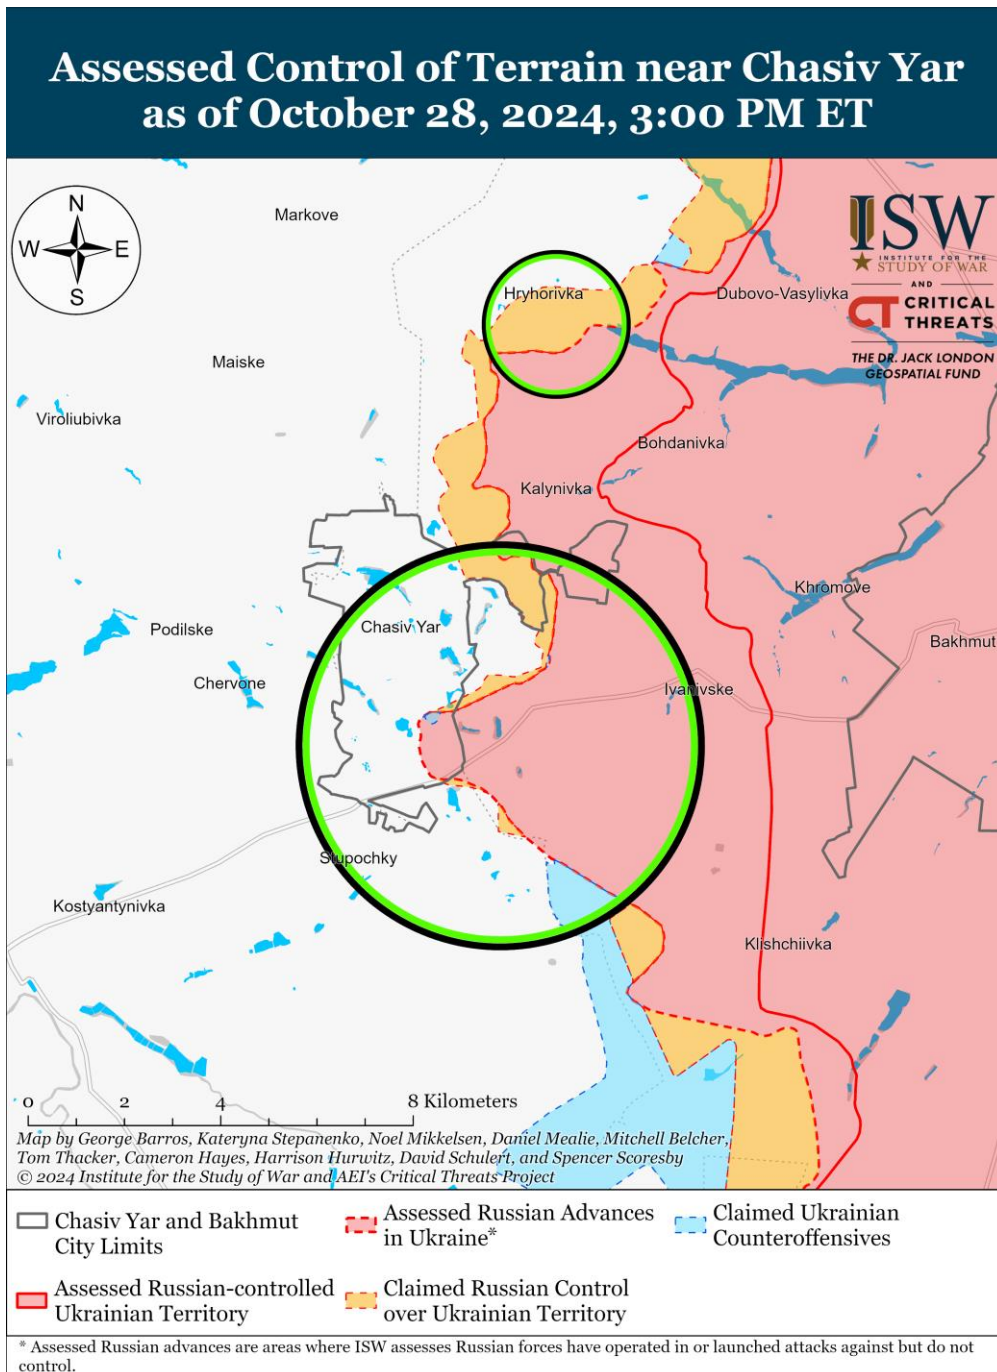 Assessed Control of Terrain near Chasiv Yar
as of October 28, 2024, 3:00 PM ET
N
W E
S
Markove
ISW
INSTITUTE FOR THE
STUDY OF WAR
AND
CT CRITICAL
THREATS
THE DR. JACK LONDON
GEOSPATIAL FUND
Hryhorivka
Dubovo-Vasylivka
Maiske
Viroliubivka
Bohdanivka
Kalynivka
Khromove
Podilske
Chasiv Yar
Bakhmut
Chervone
Ivanivske
Stupochky
Kostyantynivka
Klishchiivka
0 2 4 8 Kilometers
Map by George Barros, Kateryna Stepanenko, Noel Mikkelsen, Daniel Mealie, Mitchell Belcher,
Tom Thacker, Cameron Hayes, Harrison Hurwitz, David Schulert, and Spencer Scoresby
© 2024 Institute for the Study of War and AEI's Critical Threats Project
Chasiv Yar and Bakhmut
City Limits
Assessed Russian Advances
in Ukraine*
Claimed Ukrainian
Counteroffensives
Assessed Russian-controlled
Ukrainian Territory
Claimed Russian Control
over Ukrainian Territory
* Assessed Russian advances are areas where ISW assesses Russian forces have operated in or launched attacks against but do not
control.